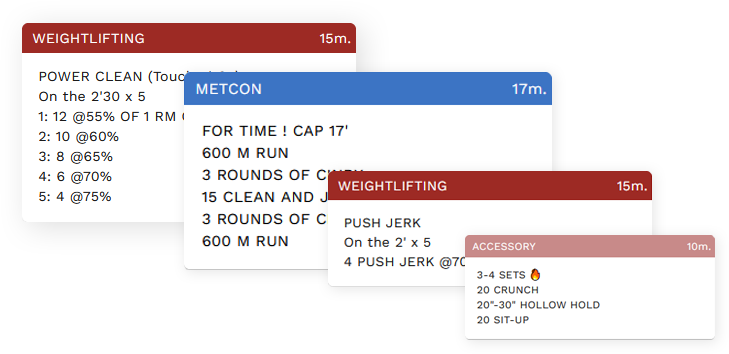 WEIGHTLIFTING 15m.
POWER CLEAN
On the 2'30 x 5
1: 12 @55% OF 1 RM
2: 10 @60%
3: 8 @65%
4: 6 @70%
5: 4 @75%
METCON 17m.
FOR TIME ! CAP 17'
600 M RUN
3 ROUNDS OF
15 CLEAN AND
3 ROUNDS OF
600 M RUN
WEIGHTLIFTING 15m.
PUSH JERK
On the 2' x 5
4 PUSH JERK
ACCESSORY 10m.
3-4 SETS 🔥
20 CRUNCH
20"-30" HOLLOW HOLD
20 SIT-UP